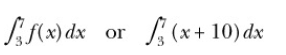 ∫₃⁷ f(x) dx or ∫₃⁷ (x + 10) dx